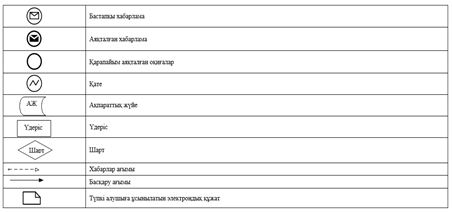 Бастапқы хабарлама
Аяқталған хабарлама
Қарапайым аяқталған оқиғалар
Қате
АЖ Ақпараттық жүйе
Үдеріс Үдеріс
Шарт Шарт
Хабарлар ағымы
Басқару ағымы
Түпкі алушыға ұсынылатын электрондық құжат